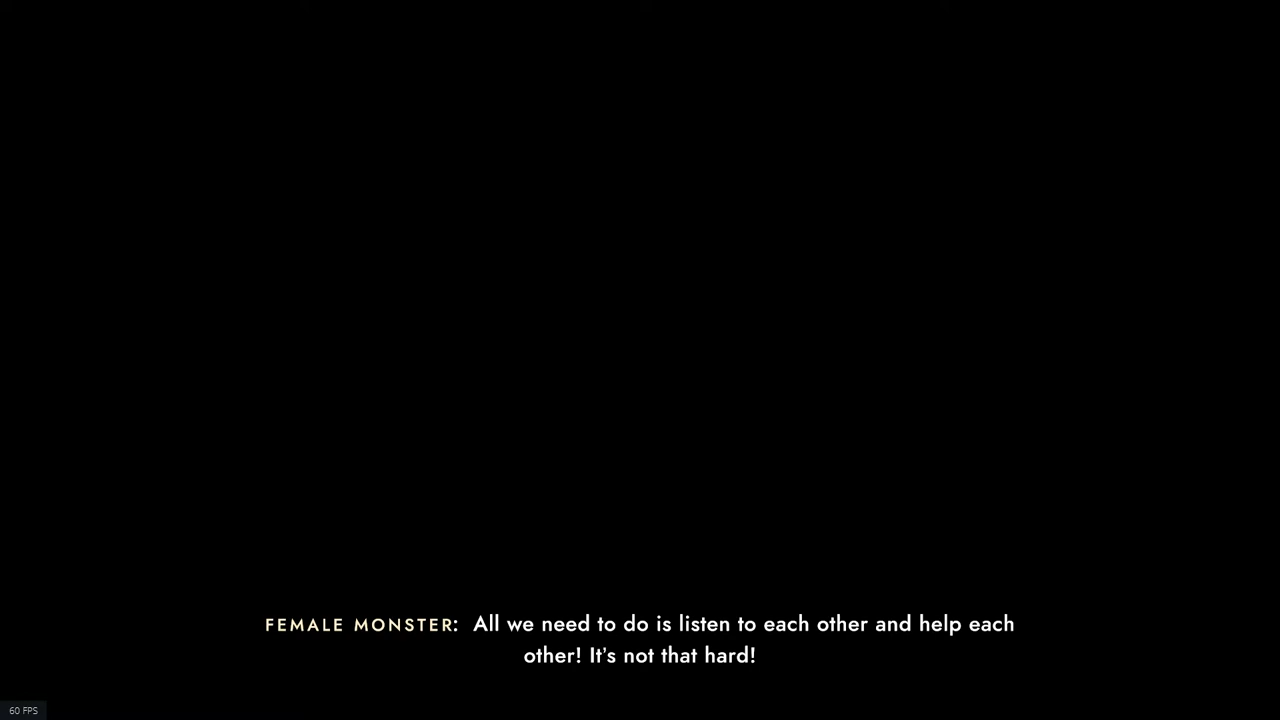 FEMALE MONSTER: All we need to do is listen to each other and help each
other! It's not that hard!
60 FPS